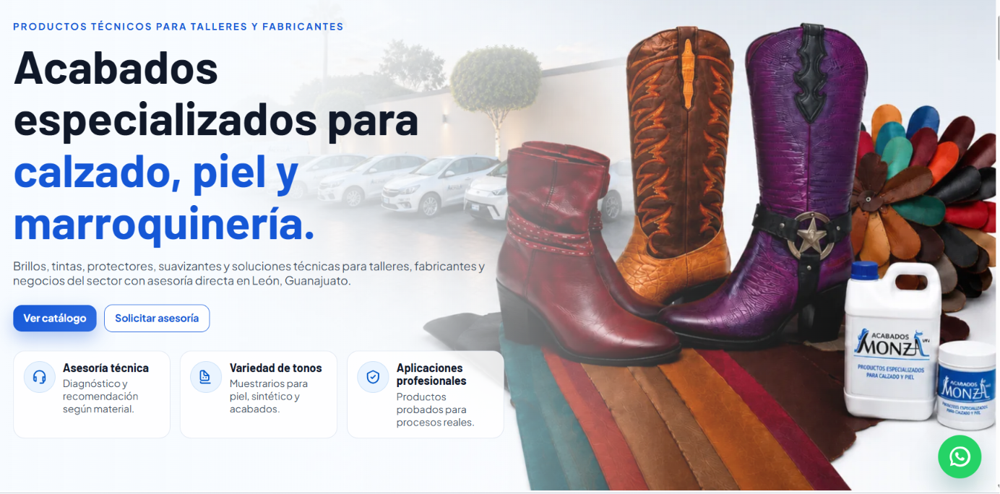 PRODUCTOS TÉCNICOS PARA TALLERES Y FABRICANTES
Acabados
especializados para
calzado, piel y
marroquinería.
Brillos, tintas, protectores, suavizantes y soluciones técnicas para talleres, fabricantes y
negocios del sector con asesoría directa en León, Guanajuato.
Ver catálogo
Solicitar asesoría
Asesoría técnica
Diagnóstico y
recomendación
según material.
Variedad de tonos
Muestrarios para
piel, sintético y
acabados.
Aplicaciones
profesionales
Productos
probados para
procesos reales.
ACABADOS
MONZA
PRODUCTOS ESPECIALIZADOS
PARA CALZADO Y PIEL
ACABADOS
MONZA
PRODUCTOS ESPECIALIZADOS
PARA CALZADO Y PIEL